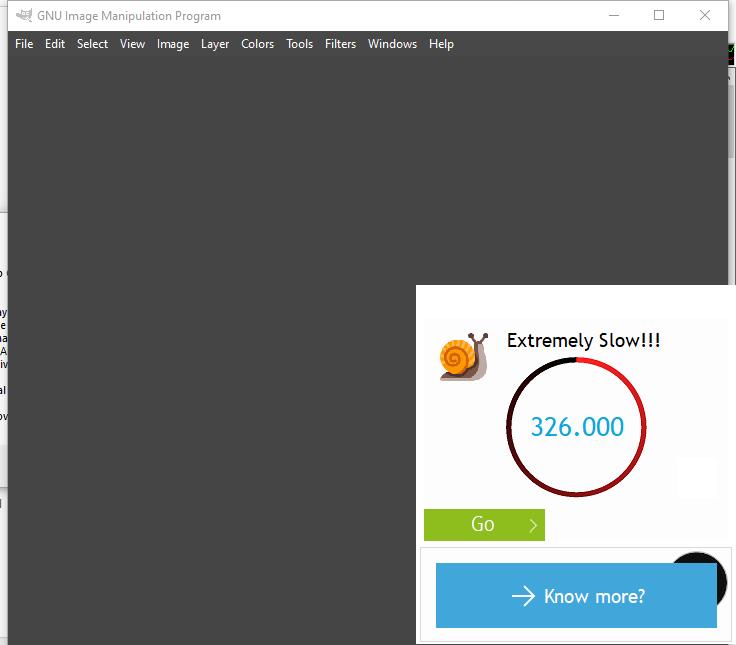 GNU Image Manipulation Program
File Edit Select View Image Layer Colors Tools Filters Windows Help
Extremely Slow!!!
326.000
Go
Know more?